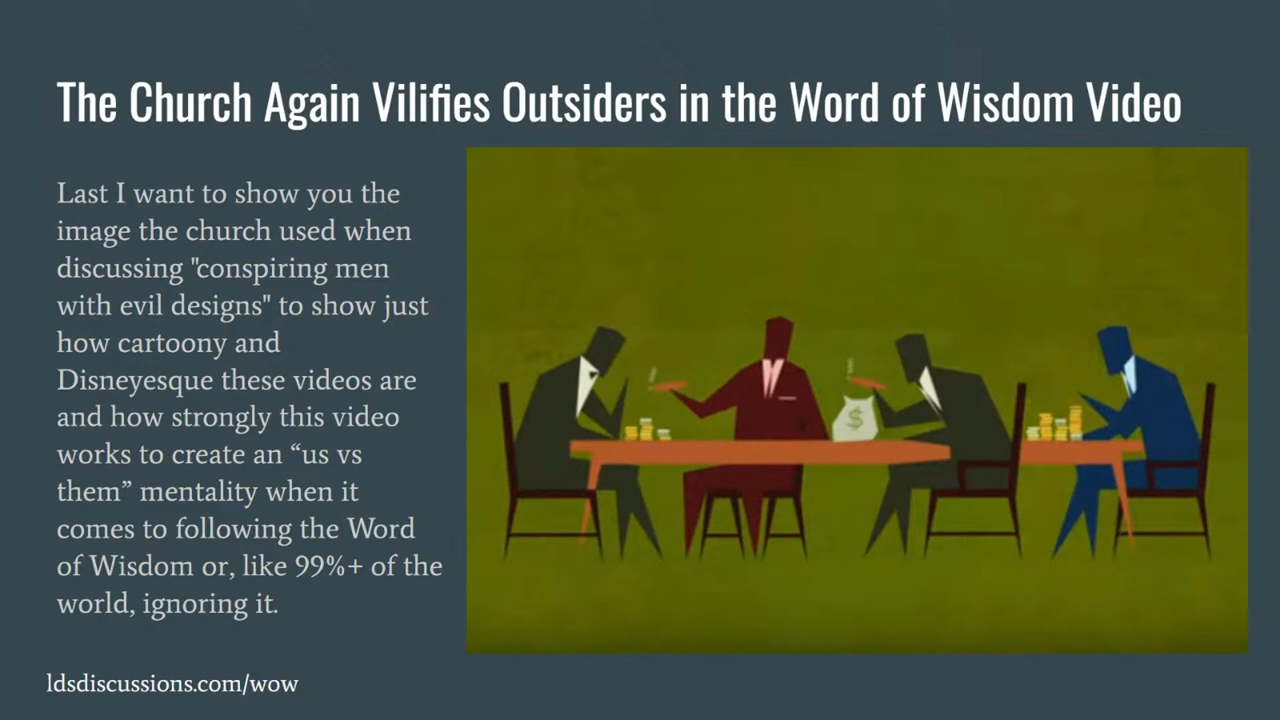 The Church Again Vilifies Outsiders in the Word of Wisdom Video
Last I want to show you the
image the church used when
discussing "conspiring men
with evil designs" to show just
how cartoony and
Disneyesque these videos are
and how strongly this video
works to create an “us vs
them” mentality when it
comes to following the Word
of Wisdom or, like 99%+ of the
world, ignoring it.
$
ldsdiscussions.com/wow